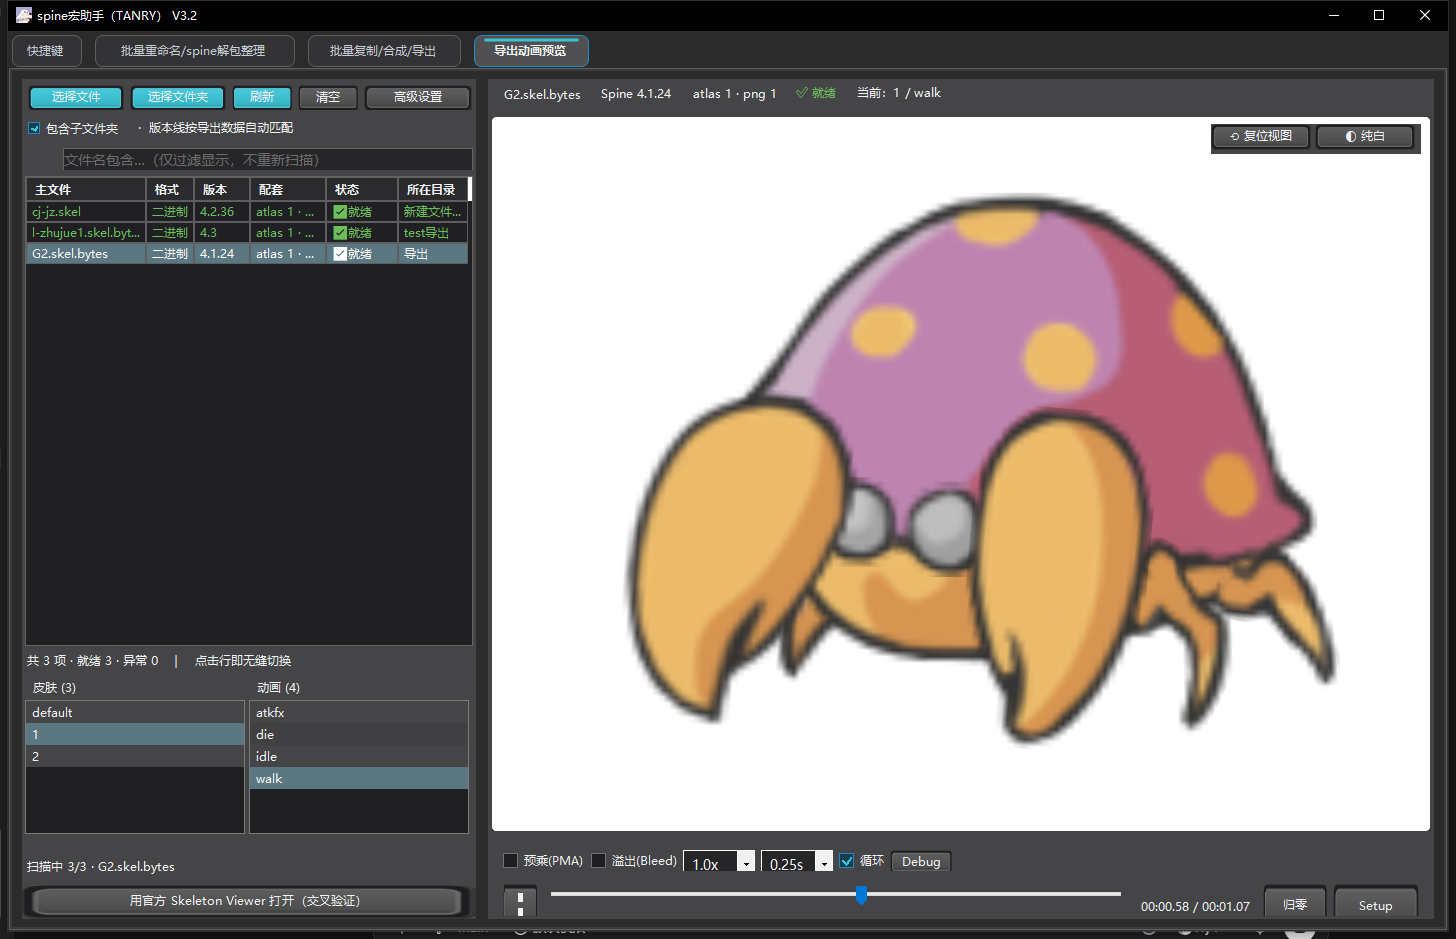 spine宏助手（TANRY） V3.2
快捷键 批量重命名/spine解包整理 批量复制/合成/导出 导出动画预览
选择文件 选择文件夹 刷新 清空 高级设置
包含子文件夹 · 版本线按导出数据自动匹配
文件名包含...（仅过滤显示，不重新扫描）
主文件 格式 版本 配套 状态 所在目录
cj-jz.skel 二进制 4.2.36 atlas 1 · ... 就绪 新建文件...
l-zhujue1.skel.byt... 二进制 4.3 atlas 1 · ... 就绪 test导出
G2.skel.bytes 二进制 4.1.24 atlas 1 · ... 就绪 导出
共 3 项 · 就绪 3 · 异常 0 | 点击行即无缝切换
皮肤 (3) 动画 (4)
default atkfx
1 die
2 idle
walk
扫描中 3/3 · G2.skel.bytes
用官方 Skeleton Viewer 打开（交叉验证）
G2.skel.bytes Spine 4.1.24 atlas 1 · png 1 就绪 当前：1 / walk
⟲ 复位视图 ◐ 纯白
预乘(PMA) 溢出(Bleed) 1.0x 0.25s 循环 Debug
00:00.58 / 00:01.07 归零 Setup